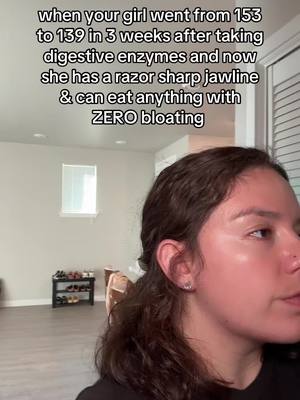 when your girl went from 153
to 139 in 3 weeks after taking
digestive enzymes and now
she has a razor sharp jawline
& can eat anything with
ZERO bloating